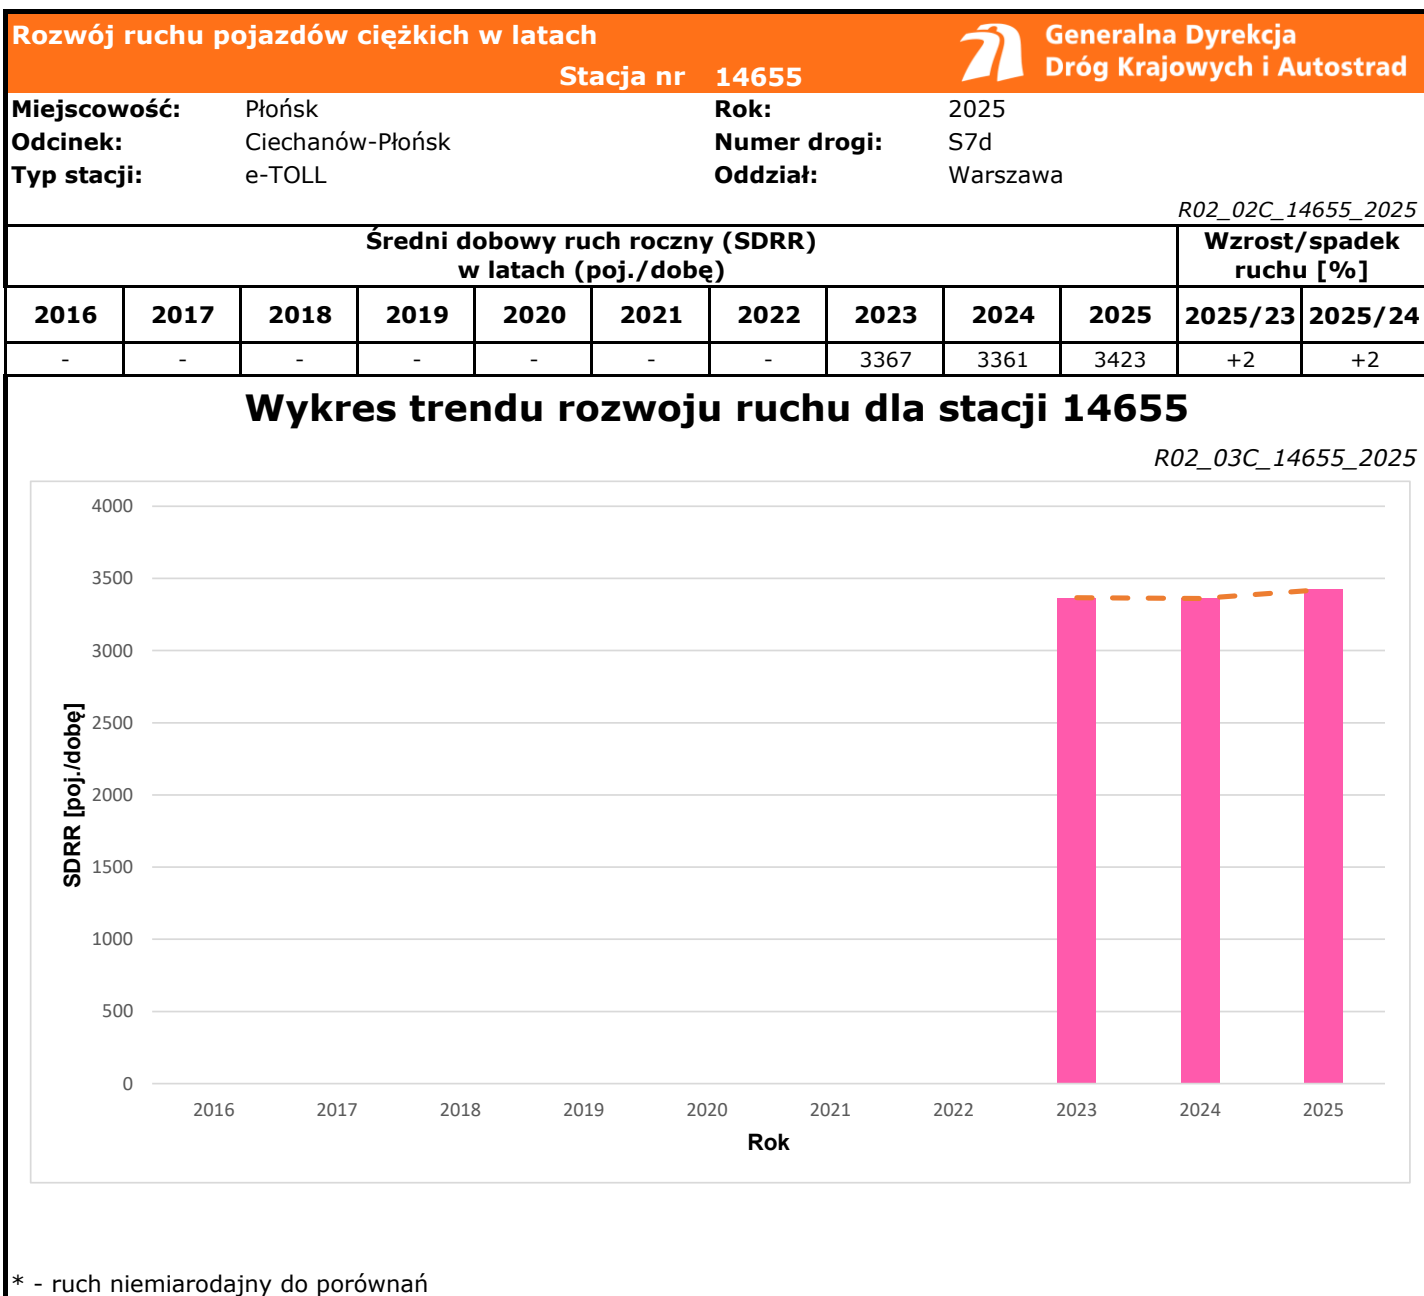 Rozwój ruchu pojazdów ciężkich w latach
Stacja nr 14655
Generalna Dyrekcja
Dróg Krajowych i Autostrad
Miejscowość: Płońsk Rok: 2025
Odcinek: Ciechanów-Płońsk Numer drogi: S7d
Typ stacji: e-TOLL Oddział: Warszawa
R02_02C_14655_2025
Średni dobowy ruch roczny (SDRR)
w latach (poj./dobę)
Wzrost/spadek
ruchu [%]
2016 2017 2018 2019 2020 2021 2022 2023 2024 2025 2025/23 2025/24
- - - - - - - 3367 3361 3423 +2 +2
Wykres trendu rozwoju ruchu dla stacji 14655
R02_03C_14655_2025
4000
3500
3000
2500
2000
1500
1000
500
0
SDRR [poj./dobę]
2016 2017 2018 2019 2020 2021 2022 2023 2024 2025
Rok
* - ruch niemiarodajny do porównań